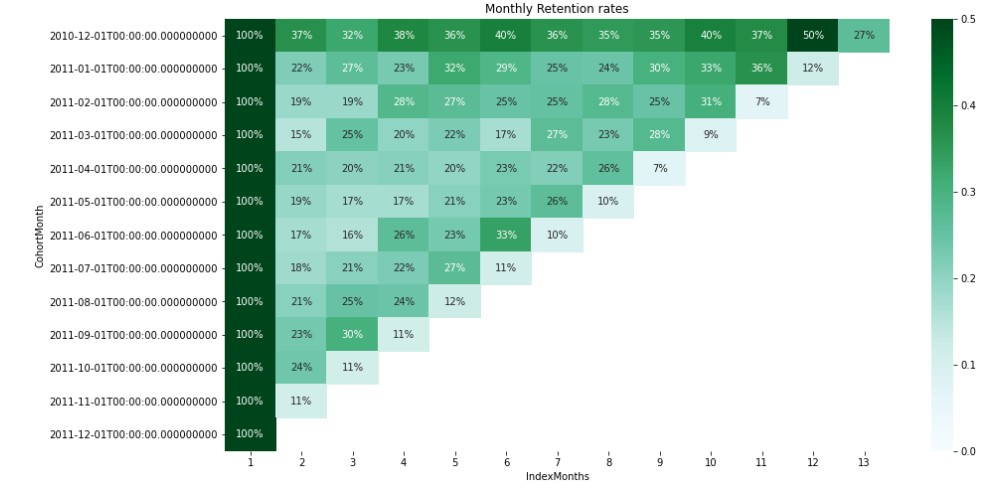 Monthly Retention rates
CohortMonth
2010-12-01T00:00:00.000000000 100% 37% 32% 38% 36% 40% 36% 35% 35% 40% 37% 50% 27%
2011-01-01T00:00:00.000000000 100% 22% 27% 23% 32% 29% 25% 24% 30% 33% 36% 12%
2011-02-01T00:00:00.000000000 100% 19% 19% 28% 27% 25% 25% 28% 25% 31% 7%
2011-03-01T00:00:00.000000000 100% 15% 25% 20% 22% 17% 27% 23% 28% 9%
2011-04-01T00:00:00.000000000 100% 21% 20% 21% 20% 23% 22% 26% 7%
2011-05-01T00:00:00.000000000 100% 19% 17% 17% 21% 23% 26% 10%
2011-06-01T00:00:00.000000000 100% 17% 16% 26% 23% 33% 10%
2011-07-01T00:00:00.000000000 100% 18% 21% 22% 27% 11%
2011-08-01T00:00:00.000000000 100% 21% 25% 24% 12%
2011-09-01T00:00:00.000000000 100% 23% 30% 11%
2011-10-01T00:00:00.000000000 100% 24% 11%
2011-11-01T00:00:00.000000000 100% 11%
2011-12-01T00:00:00.000000000 100%
1 2 3 4 5 6 7 8 9 10 11 12 13
IndexMonths
0.5
0.4
0.3
0.2
0.1
0.0